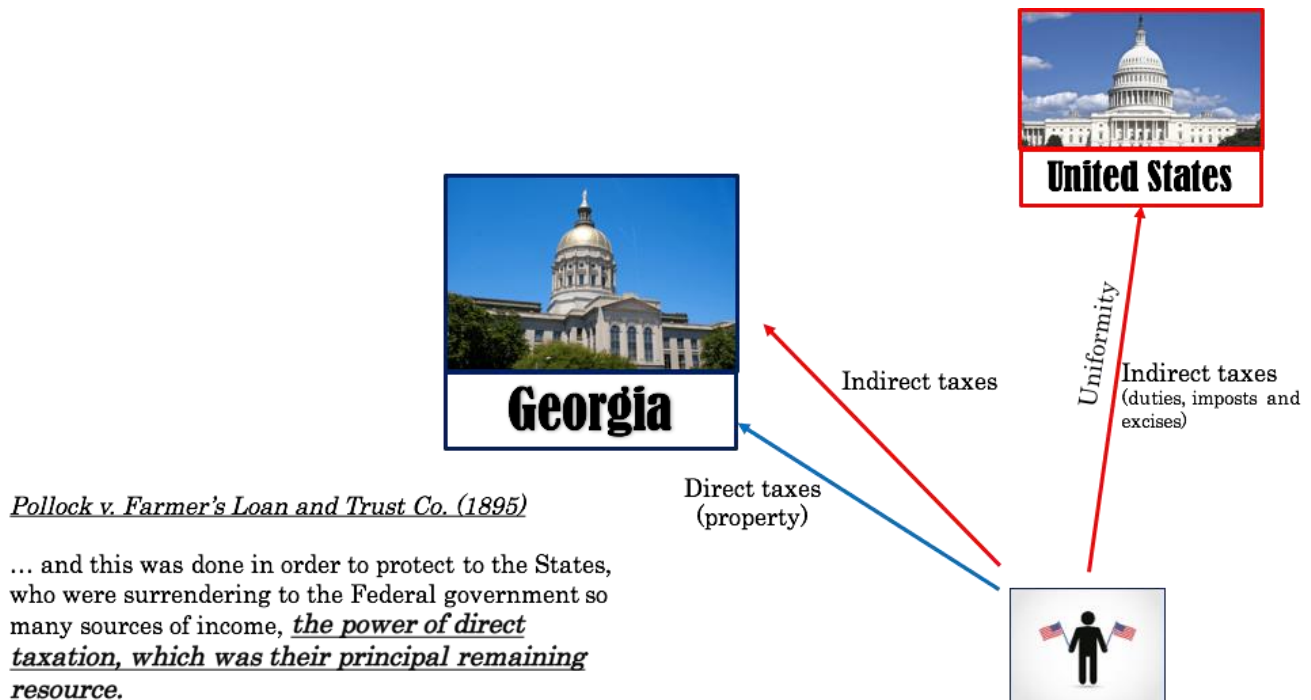 United States
Georgia
Indirect taxes
Uniformity
Indirect taxes
(duties, imposts and
excises)
Direct taxes
(property)
Pollock v. Farmer's Loan and Trust Co. (1895)
… and this was done in order to protect to the States,
who were surrendering to the Federal government so
many sources of income, the power of direct
taxation, which was their principal remaining
resource.